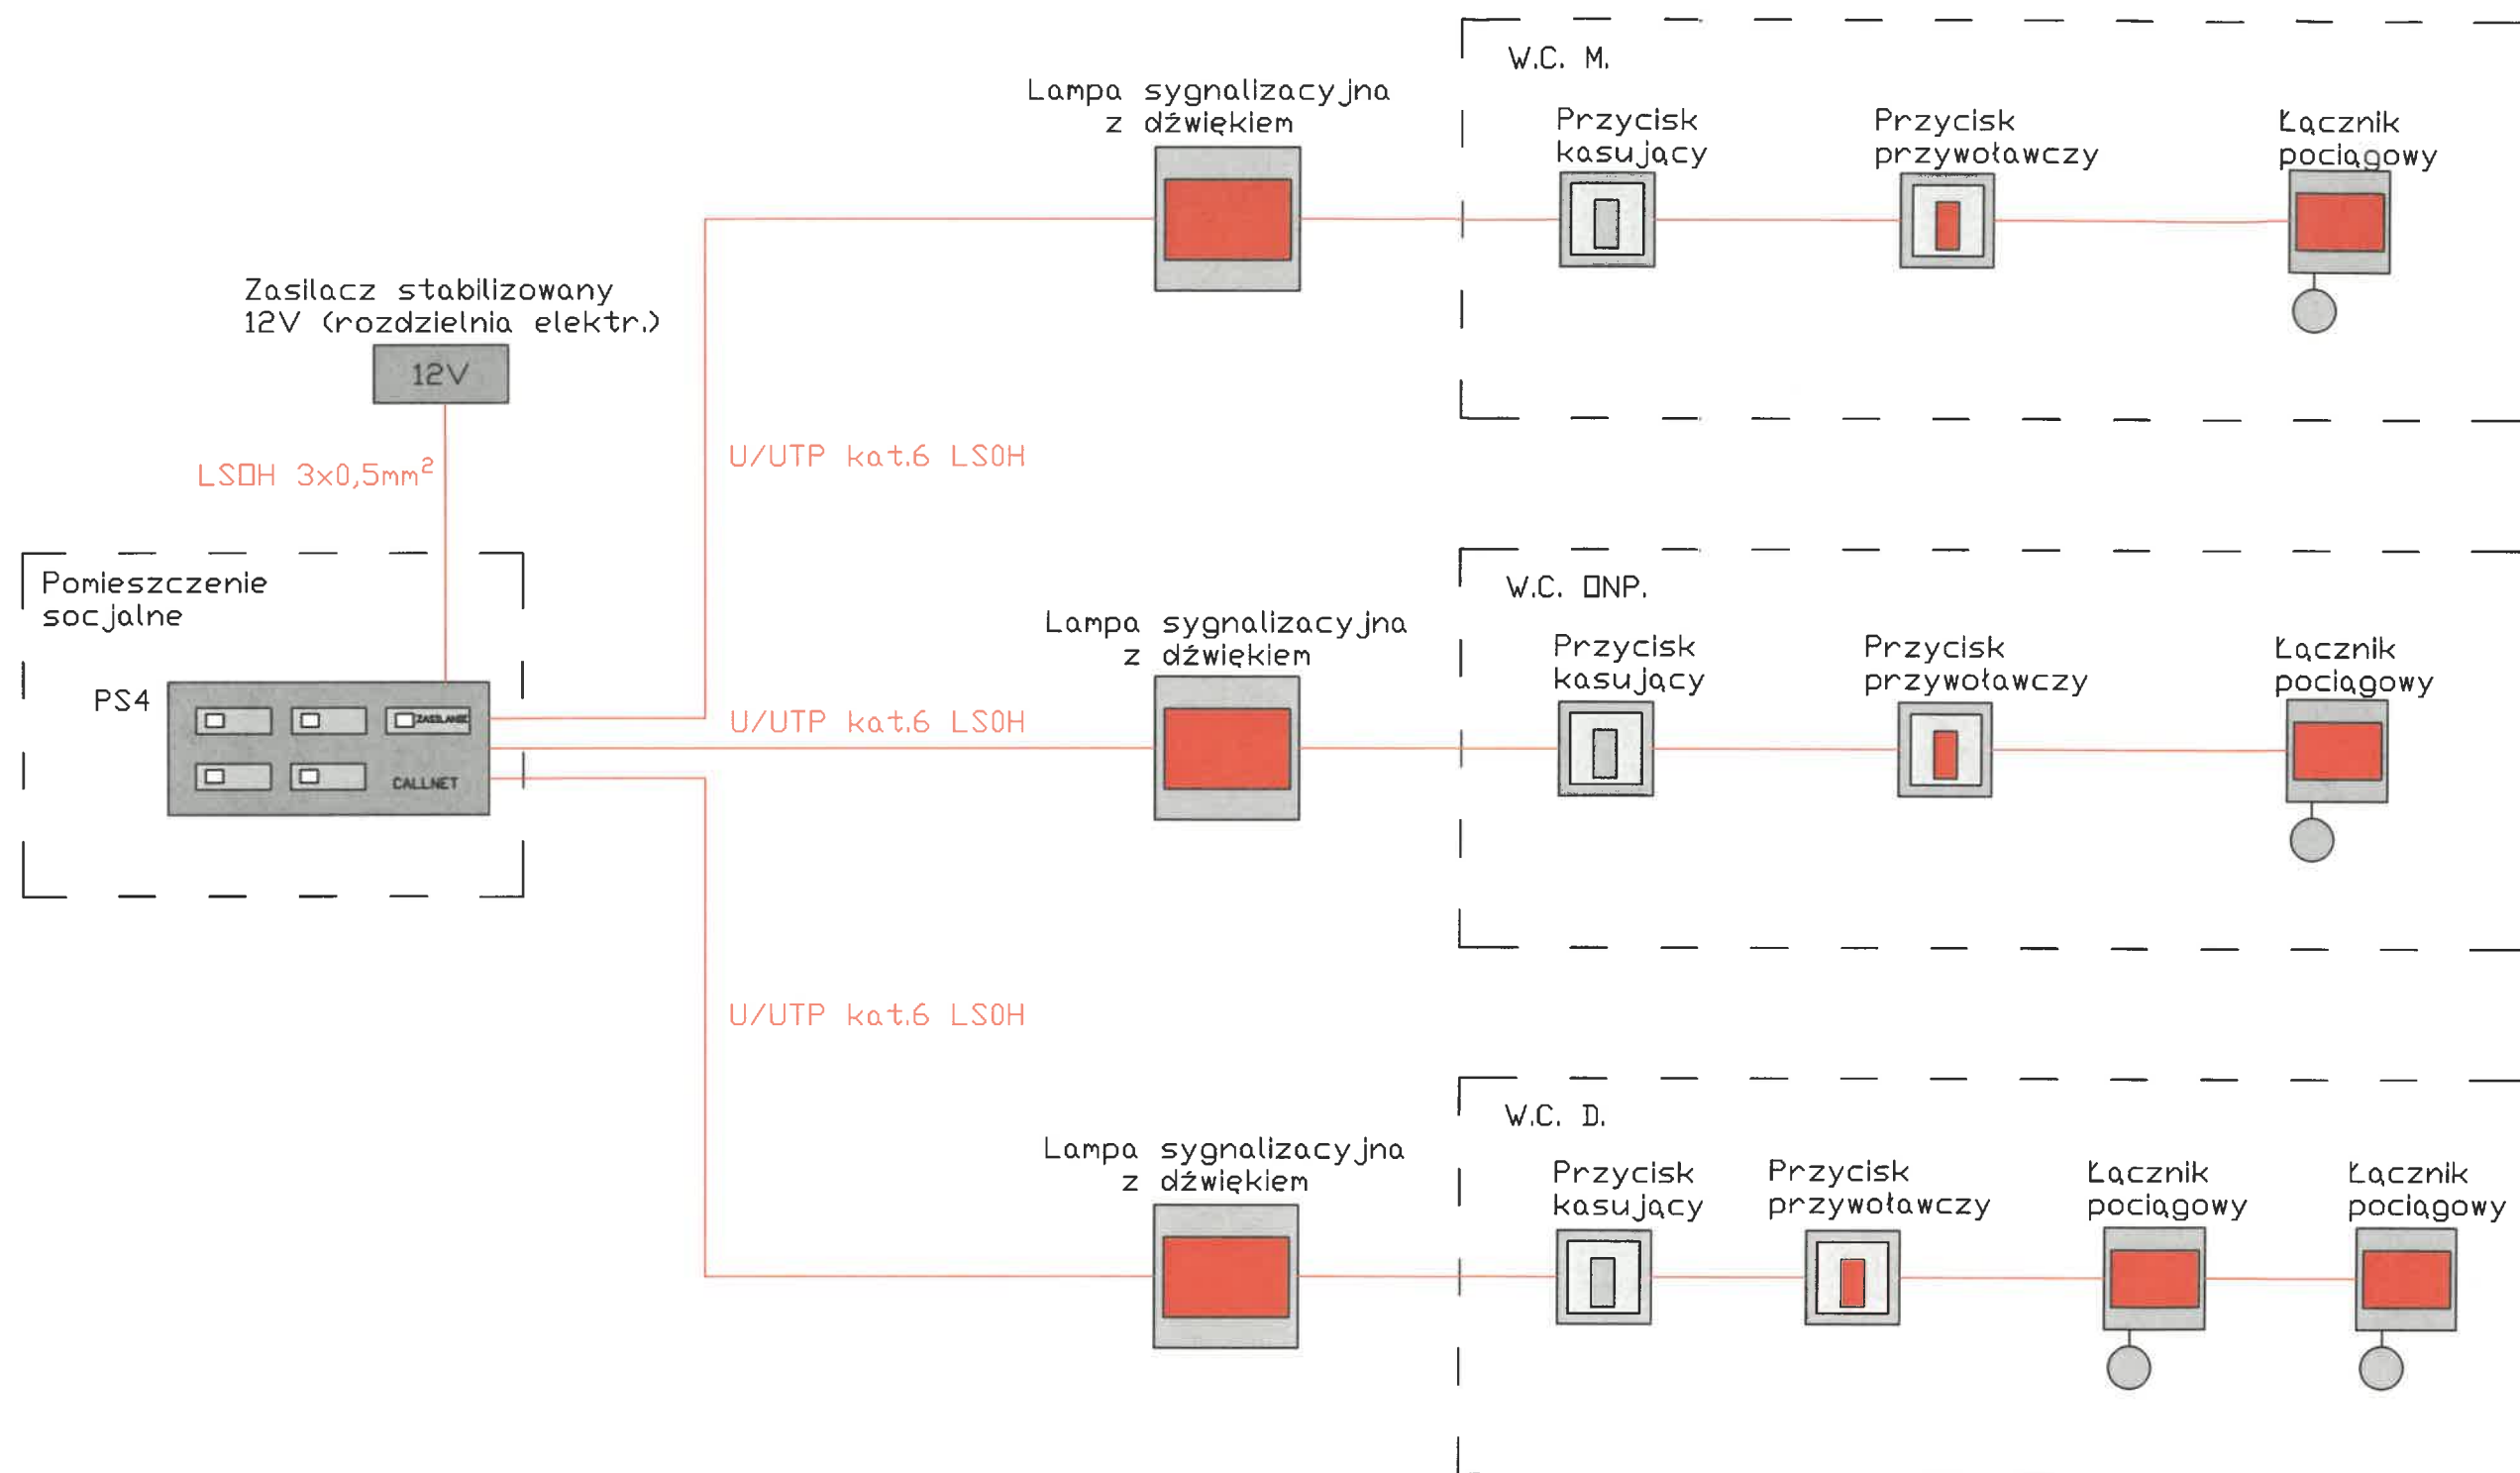 W.C. M.
Lampa sygnalizacyjna
z dźwiękiem
Przycisk
kasujący
Przycisk
przywoławczy
Łącznik
pociągowy
Zasilacz stabilizowany
12V (rozdzielnia elektr.)
12V
LSOH 3x0,5mm²
U/UTP kat.6 LSOH
Pomieszczenie
socjalne
PS4
ZASILANIE
CALLNET
U/UTP kat.6 LSOH
W.C. ONP.
Lampa sygnalizacyjna
z dźwiękiem
Przycisk
kasujący
Przycisk
przywoławczy
Łącznik
pociągowy
U/UTP kat.6 LSOH
W.C. D.
Lampa sygnalizacyjna
z dźwiękiem
Przycisk
kasujący
Przycisk
przywoławczy
Łącznik
pociągowy
Łącznik
pociągowy